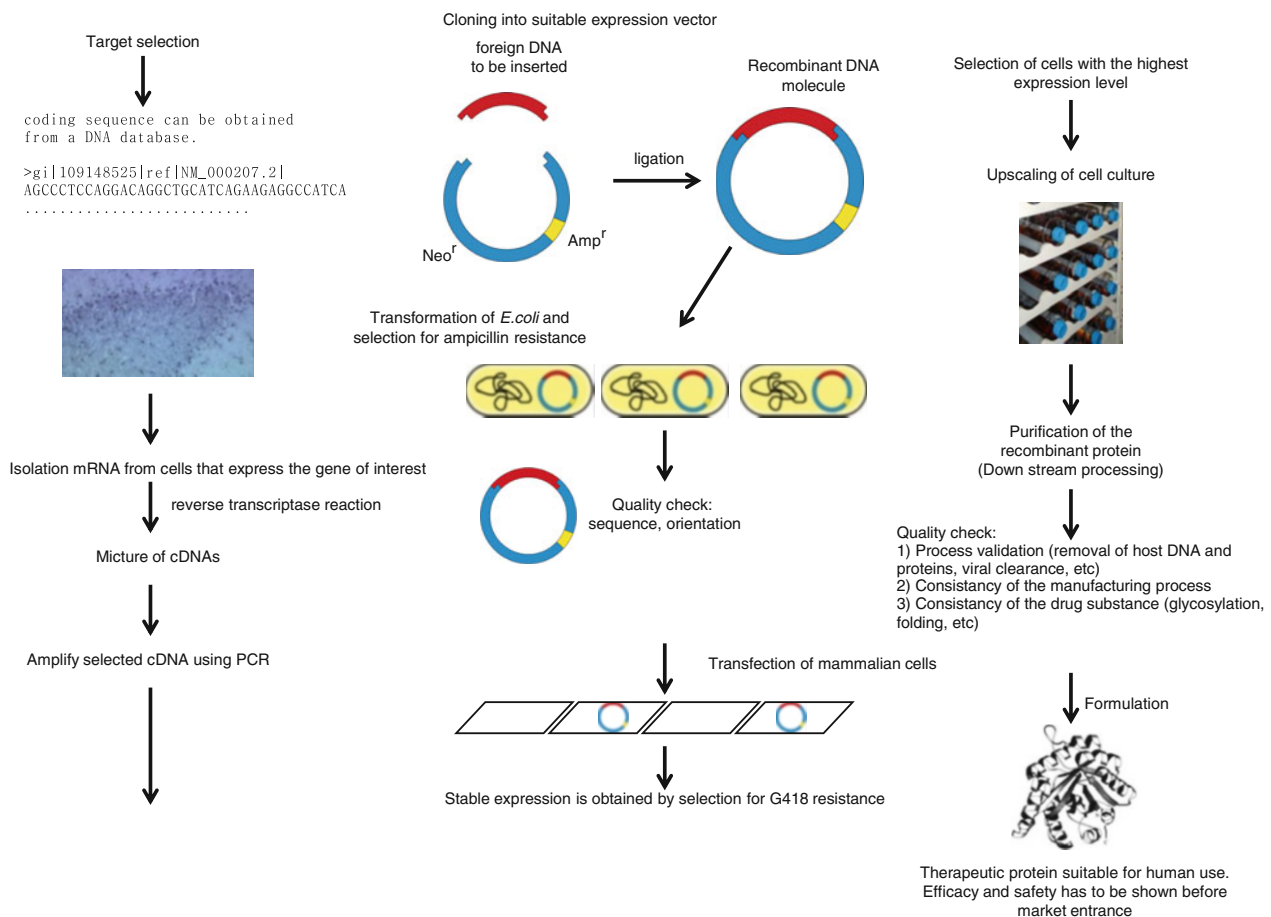 Target selection
coding sequence can be obtained
from a DNA database.
>gi|109148525|ref|NM_000207.2|
AGCCCTCCAGGACAGGCTGCATCAGAAGAGGCCATCA
..........................
Isolation mRNA from cells that express the gene of interest
reverse transcriptase reaction
Micture of cDNAs
Amplify selected cDNA using PCR
Cloning into suitable expression vector
foreign DNA
to be inserted
Recombinant DNA
molecule
ligation
Neoʳ
Ampʳ
Transformation of E.coli and
selection for ampicillin resistance
Quality check:
sequence, orientation
Transfection of mammalian cells
Stable expression is obtained by selection for G418 resistance
Selection of cells with the highest
expression level
Upscaling of cell culture
Purification of the
recombinant protein
(Down stream processing)
Quality check:
1) Process validation (removal of host DNA and
proteins, viral clearance, etc)
2) Consistancy of the manufacturing process
3) Consistancy of the drug substance (glycosylation,
folding, etc)
Formulation
Therapeutic protein suitable for human use.
Efficacy and safety has to be shown before
market entrance